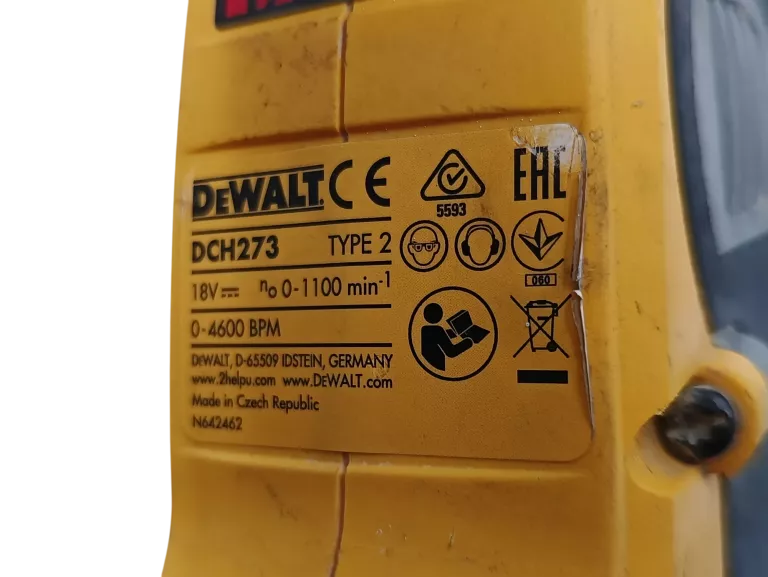 DEWALT CE
5593
EAC
DCH273 TYPE 2
18V n₀ 0-1100 min⁻¹
060
0-4600 BPM
DEWALT, D-65509 IDSTEIN, GERMANY
www.2helpu.com www.DEWALT.com
Made in Czech Republic
N642462